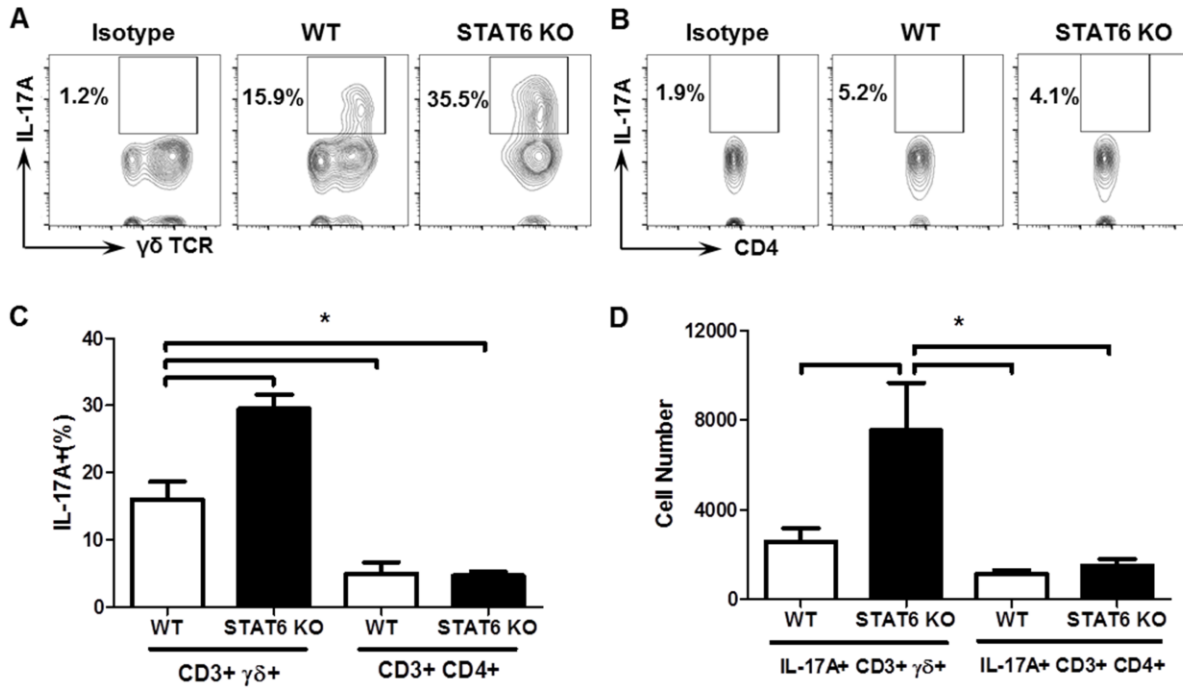 A
Isotype
WT
STAT6 KO
IL-17A
1.2%
15.9%
35.5%
γδ TCR
B
Isotype
WT
STAT6 KO
IL-17A
1.9%
5.2%
4.1%
CD4
C
*
40
30
20
10
0
IL-17A+(%)
WT
STAT6 KO
WT
STAT6 KO
CD3+ γδ+
CD3+ CD4+
D
*
12000
8000
4000
0
Cell Number
WT
STAT6 KO
WT
STAT6 KO
IL-17A+ CD3+ γδ+
IL-17A+ CD3+ CD4+